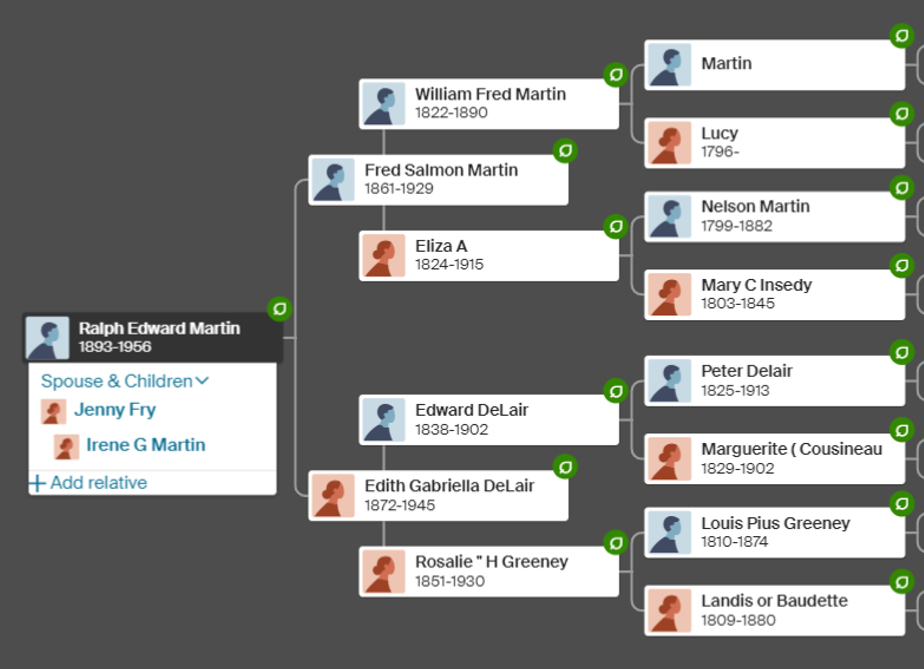 Martin
William Fred Martin
1822-1890
Lucy
1796-
Fred Salmon Martin
1861-1929
Nelson Martin
1799-1882
Eliza A
1824-1915
Mary C Insedy
1803-1845
Ralph Edward Martin
1893-1956
Spouse & Children
Jenny Fry
Irene G Martin
+ Add relative
Peter Delair
1825-1913
Edward DeLair
1838-1902
Marguerite ( Cousineau
1829-1902
Edith Gabriella DeLair
1872-1945
Louis Pius Greeney
1810-1874
Rosalie " H Greeney
1851-1930
Landis or Baudette
1809-1880